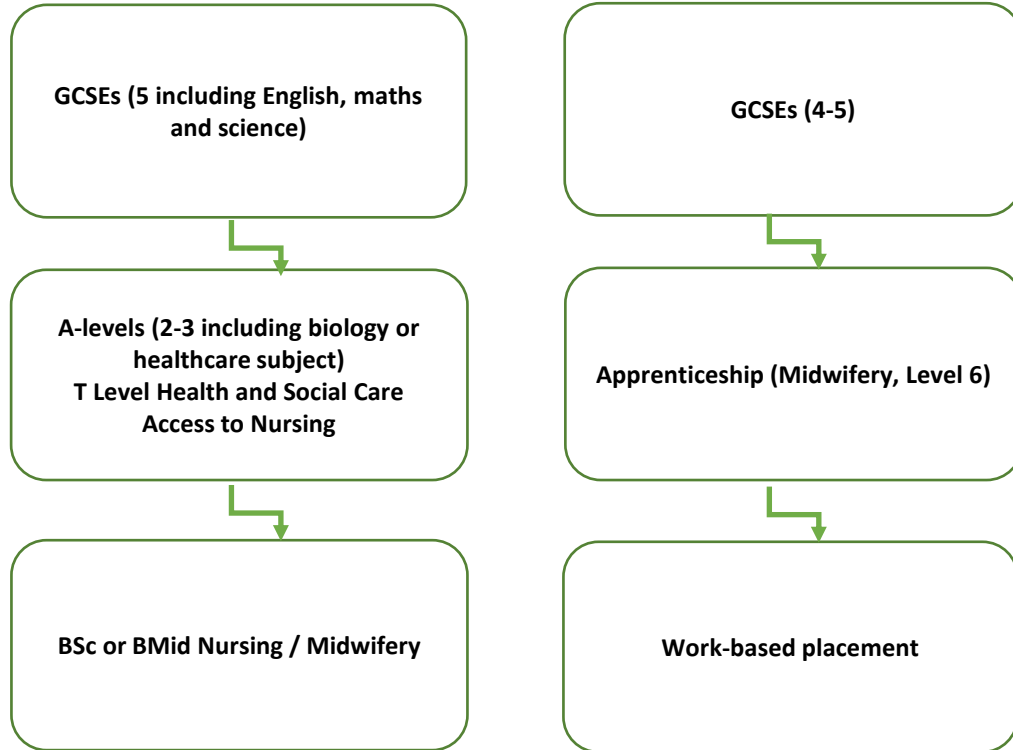 GCSEs (5 including English, maths
and science)
A-levels (2-3 including biology or
healthcare subject)
T Level Health and Social Care
Access to Nursing
BSc or BMid Nursing / Midwifery
GCSEs (4-5)
Apprenticeship (Midwifery, Level 6)
Work-based placement